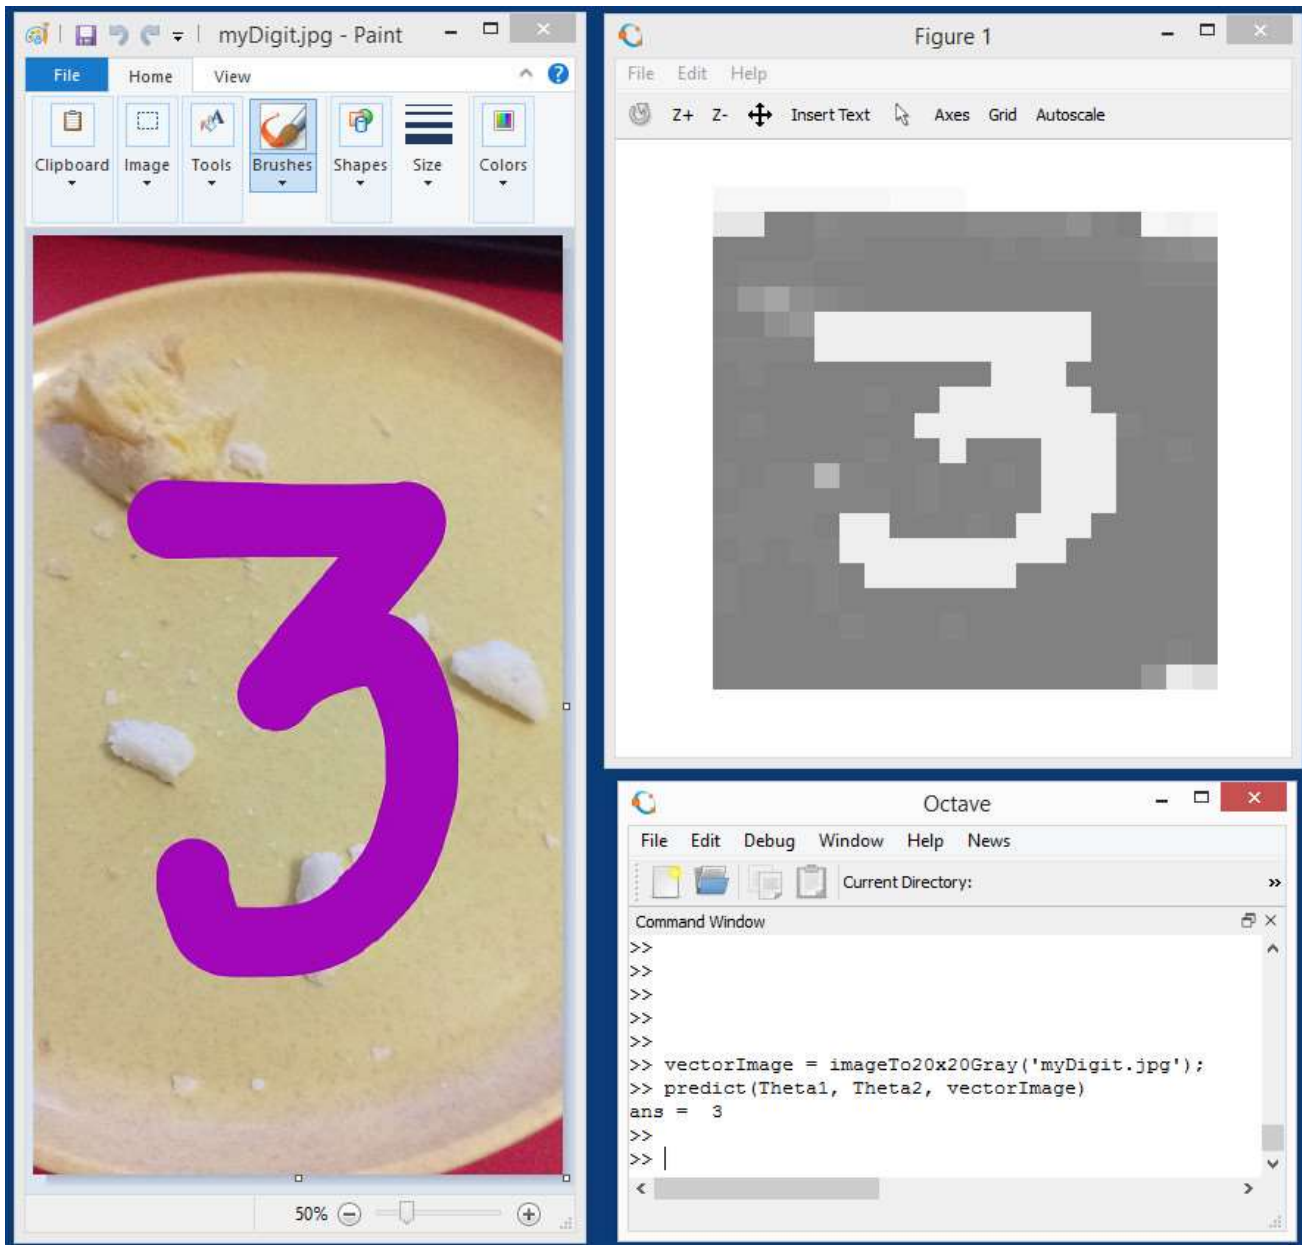 myDigit.jpg - Paint
File Home View
Clipboard Image Tools Brushes Shapes Size Colors
3
50%
Figure 1
File Edit Help
Z+ Z- Insert Text Axes Grid Autoscale
3
Octave
File Edit Debug Window Help News
Current Directory:
Command Window
>>
>>
>>
>>
>>
>> vectorImage = imageTo20x20Gray('myDigit.jpg');
>> predict(Theta1, Theta2, vectorImage)
ans = 3
>>
>>